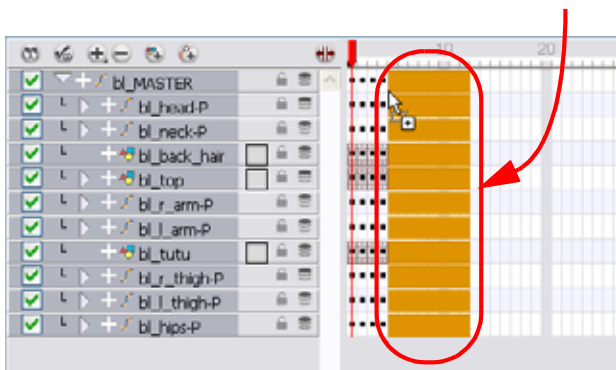 10
20
bl_MASTER
bl_head-P
bl_neck-P
bl_back_hair
bl_top
bl_r_arm-P
bl_l_arm-P
bl_tutu
bl_r_thigh-P
bl_l_thigh-P
bl_hips-P